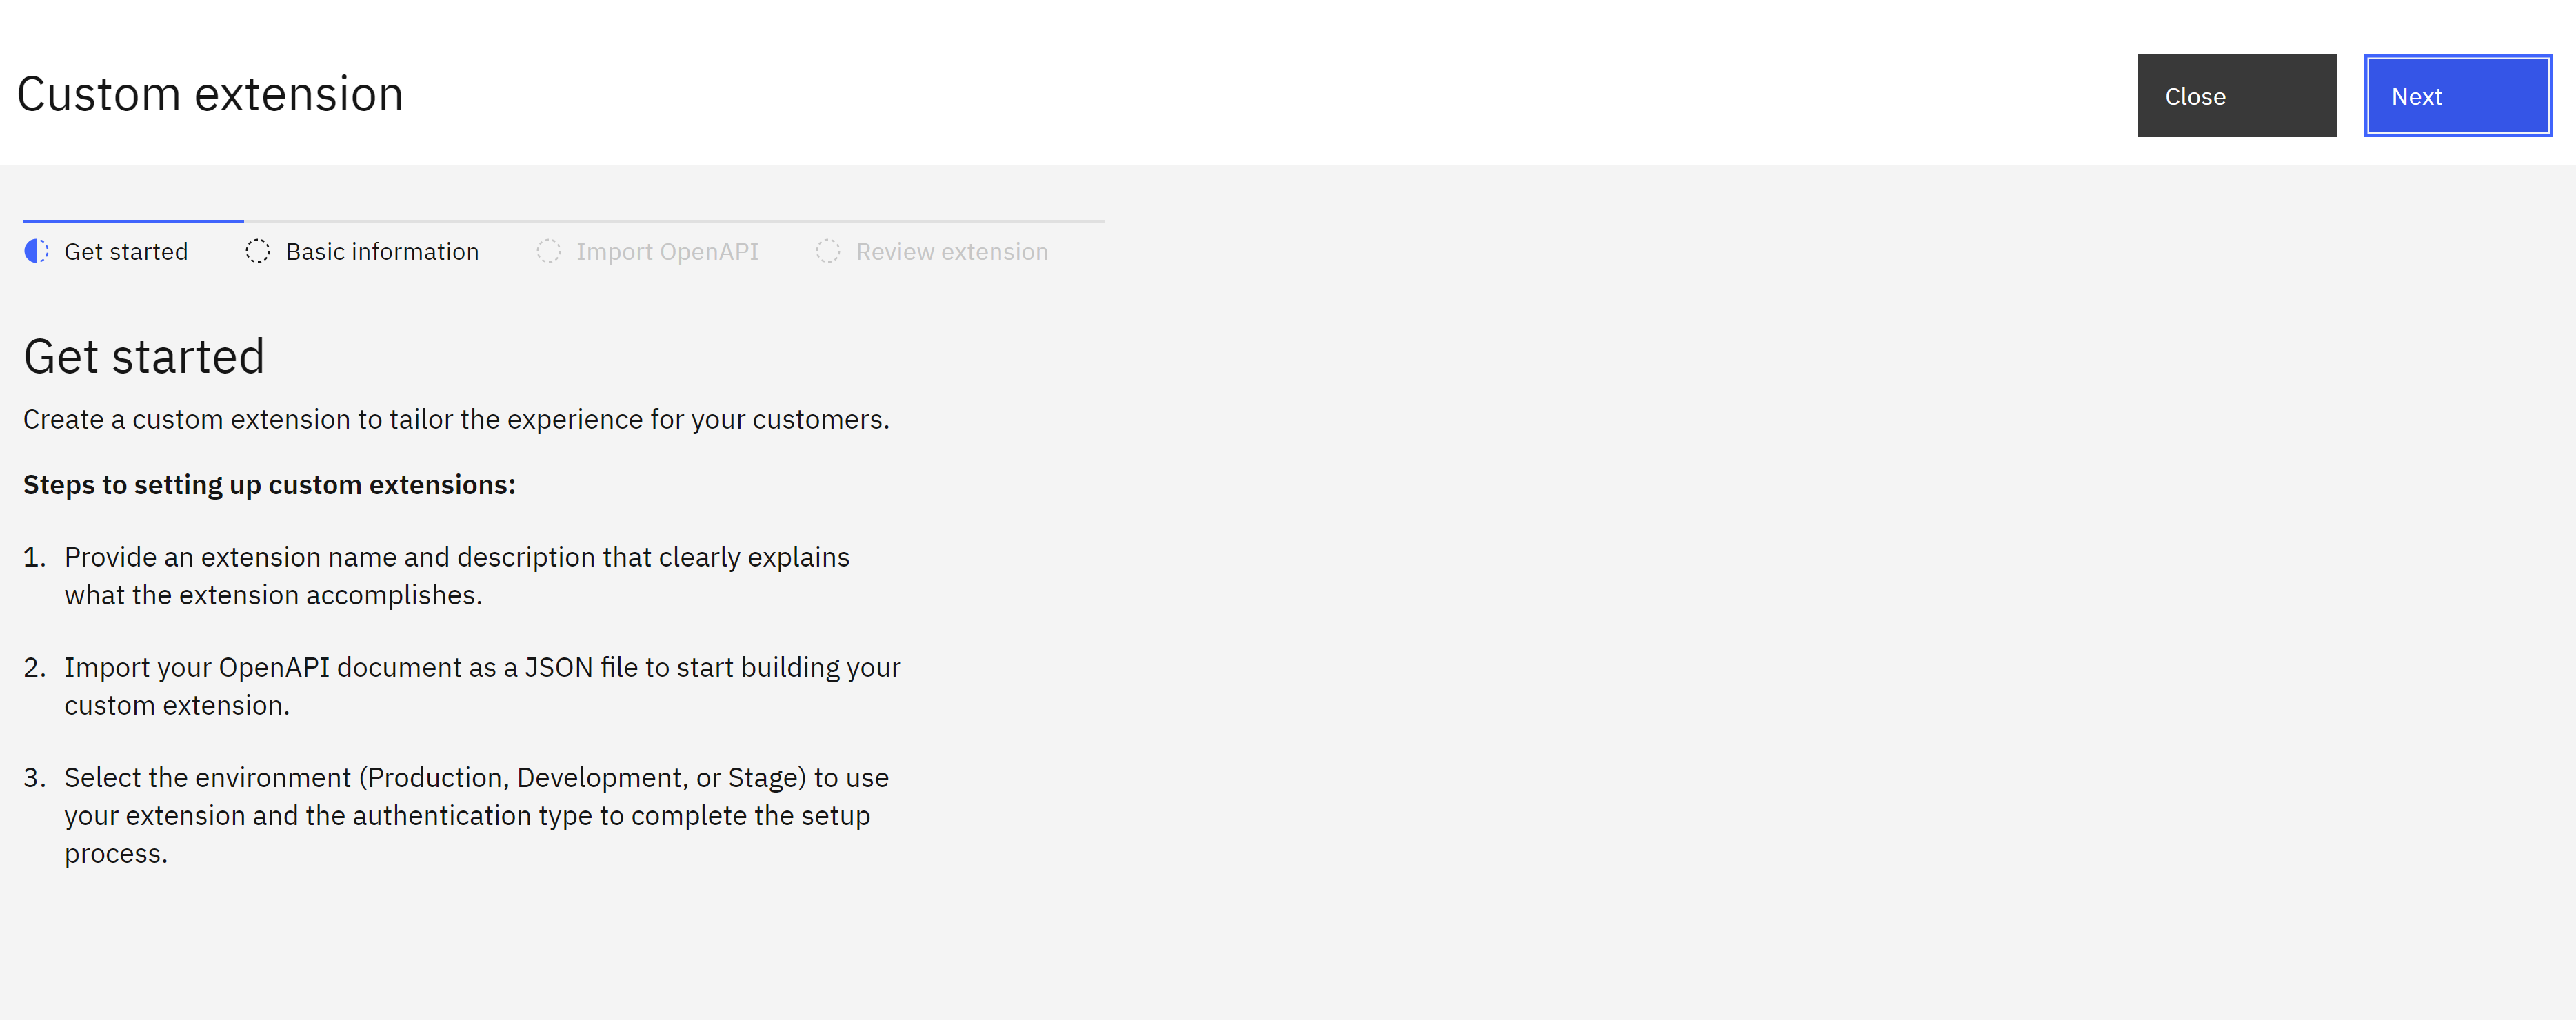 Custom extension
Close
Next
Get started
Basic information
Import OpenAPI
Review extension
Get started
Create a custom extension to tailor the experience for your customers.
Steps to setting up custom extensions:
1. Provide an extension name and description that clearly explains
what the extension accomplishes.
2. Import your OpenAPI document as a JSON file to start building your
custom extension.
3. Select the environment (Production, Development, or Stage) to use
your extension and the authentication type to complete the setup
process.